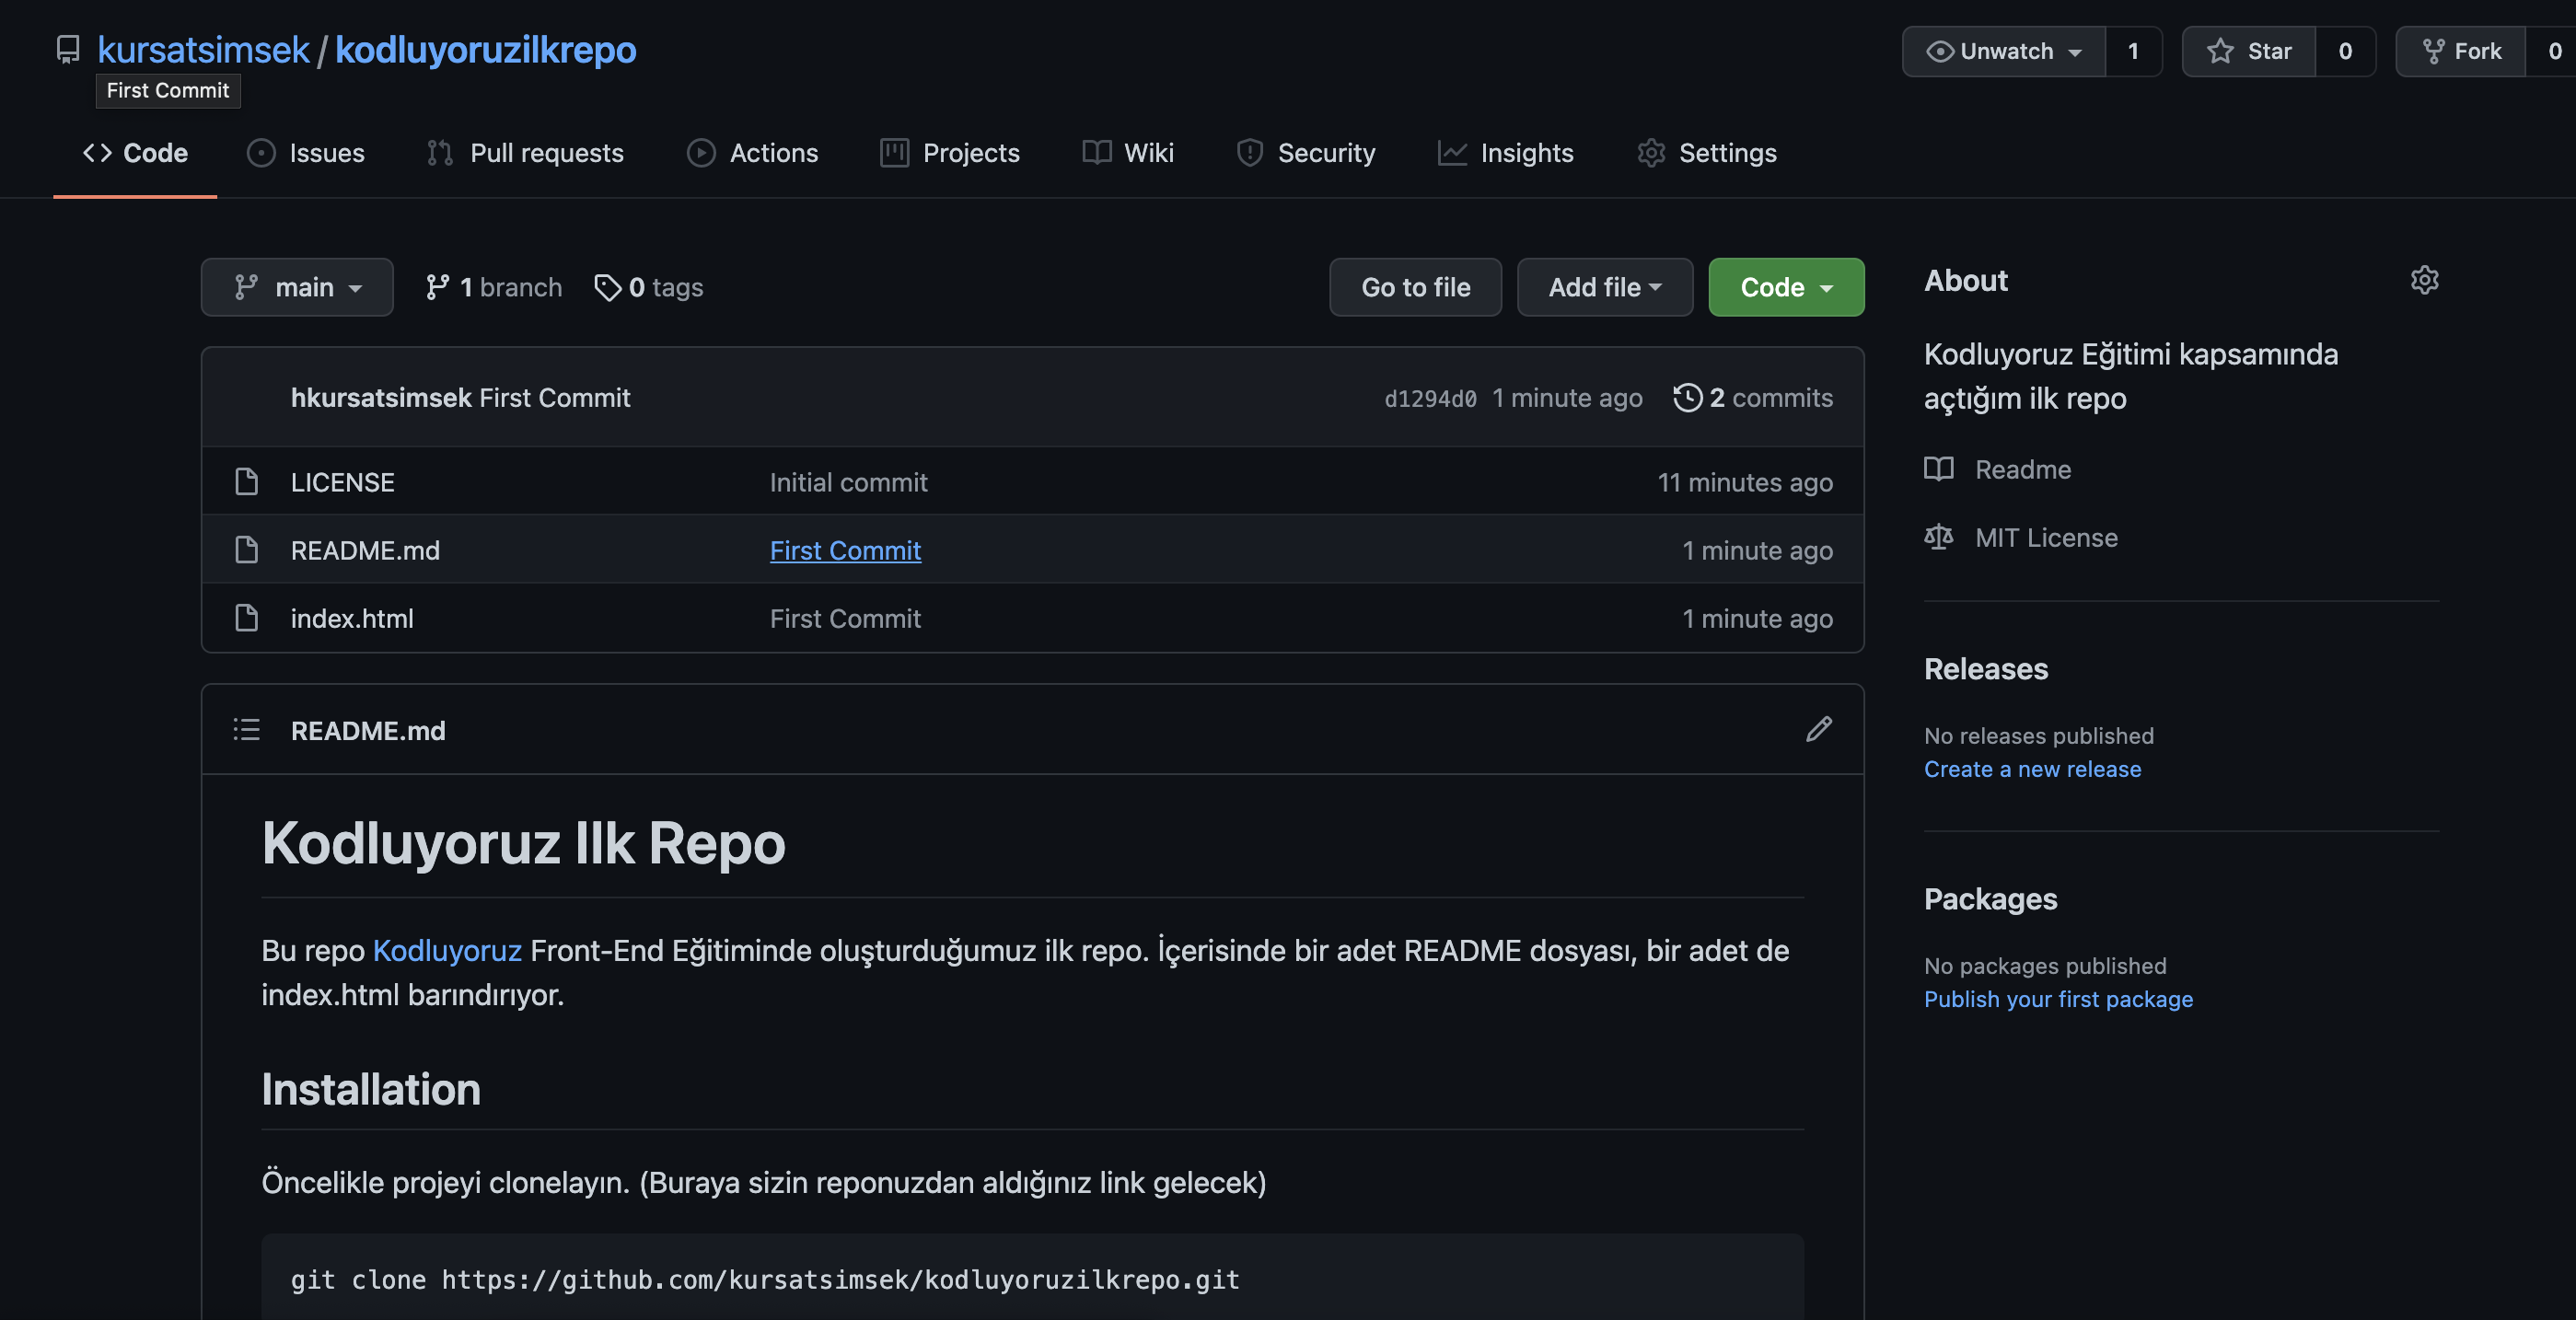 kursatsimsek / kodluyoruzilkrepo
Unwatch 1 Star 0 Fork 0
First Commit
Code Issues Pull requests Actions Projects Wiki Security Insights Settings
main 1 branch 0 tags Go to file Add file Code
hkursatsimsek First Commit d1294d0 1 minute ago 2 commits
LICENSE Initial commit 11 minutes ago
README.md First Commit 1 minute ago
index.html First Commit 1 minute ago
README.md
Kodluyoruz Ilk Repo
Bu repo Kodluyoruz Front-End Eğitiminde oluşturduğumuz ilk repo. İçerisinde bir adet README dosyası, bir adet de
index.html barındırıyor.
Installation
Öncelikle projeyi clonelayın. (Buraya sizin reponuzdan aldığınız link gelecek)
git clone https://github.com/kursatsimsek/kodluyoruzilkrepo.git
About
Kodluyoruz Eğitimi kapsamında
açtığım ilk repo
Readme
MIT License
Releases
No releases published
Create a new release
Packages
No packages published
Publish your first package